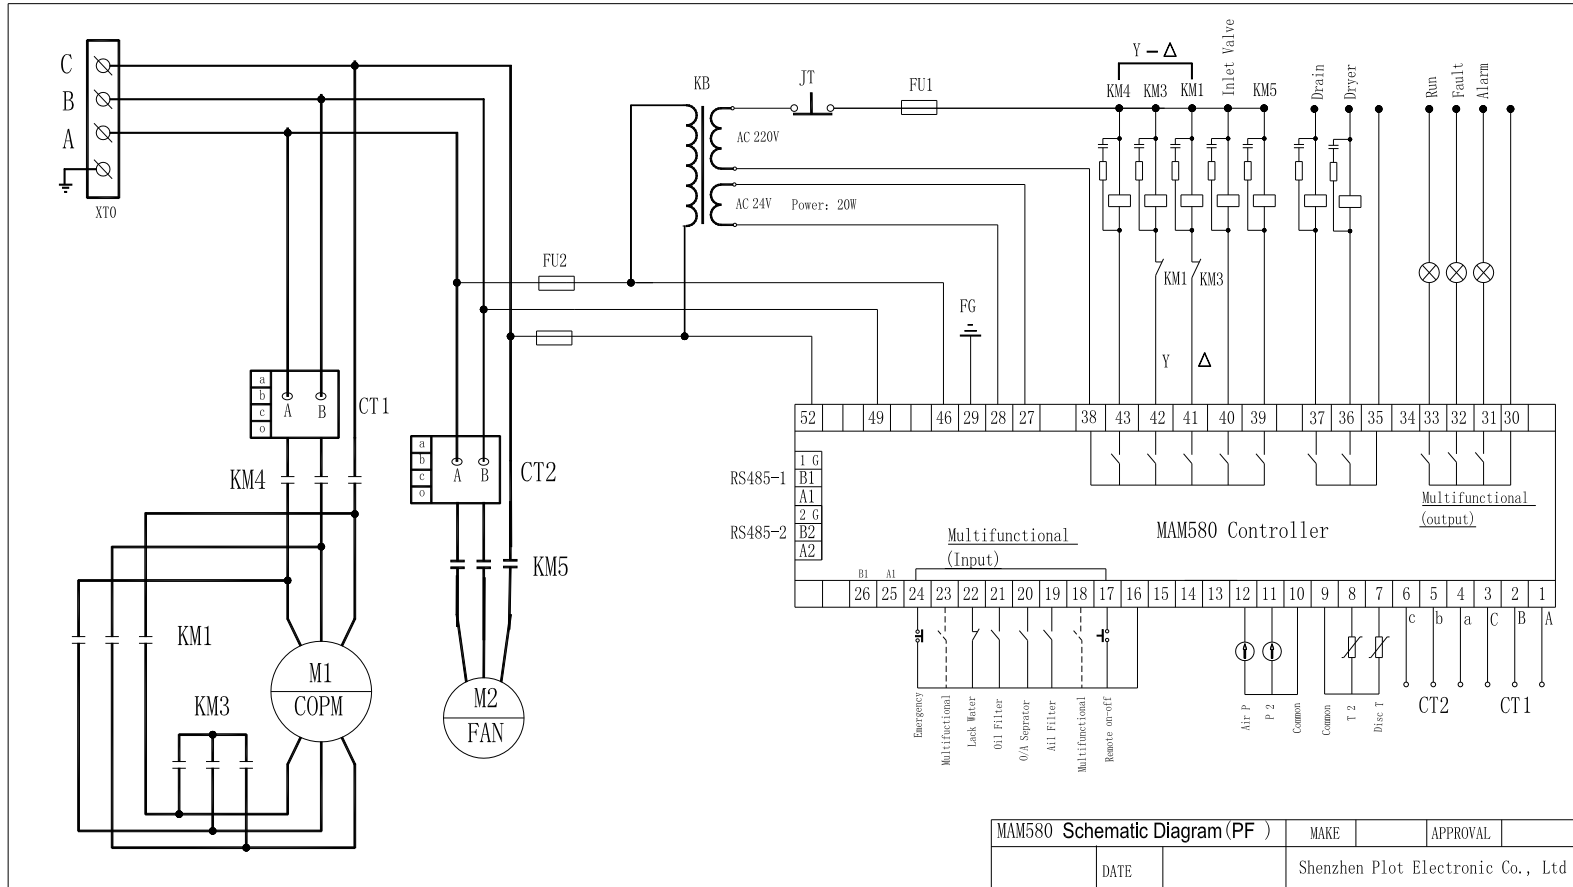 C
B
A
XT0
KB
AC 220V
AC 24V
Power: 20W
JT
FU1
Y-Δ
KM4
KM3
KM1
Inlet Valve
KM5
Drain
Dryer
Run
Fault
Alarm
KM1
KM3
Y
Δ
FU2
FG
a
b
c
o
A
B
CT1
a
b
c
o
A
B
CT2
KM4
KM5
KM1
KM3
M1
COPM
M2
FAN
52 49 46 29 28 27 38 43 42 41 40 39 37 36 35 34 33 32 31 30
RS485-1
1 G
B1
A1
RS485-2
2 G
B2
A2
Multifunctional
(output)
MAM580 Controller
Multifunctional
(Input)
B1 A1
26 25 24 23 22 21 20 19 18 17 16 15 14 13 12 11 10 9 8 7 6 5 4 3 2 1
c b a C B A
Emergency
Multifuctional
Lack Water
Oil Filter
O/A Seprator
Ail Filter
Multifunctional
Remote on-off
Air P
P 2
Common
Common
T 2
Disc T
CT2
CT1
MAM580 Schematic Diagram(PF )
MAKE
APPROVAL
DATE
Shenzhen Plot Electronic Co., Ltd